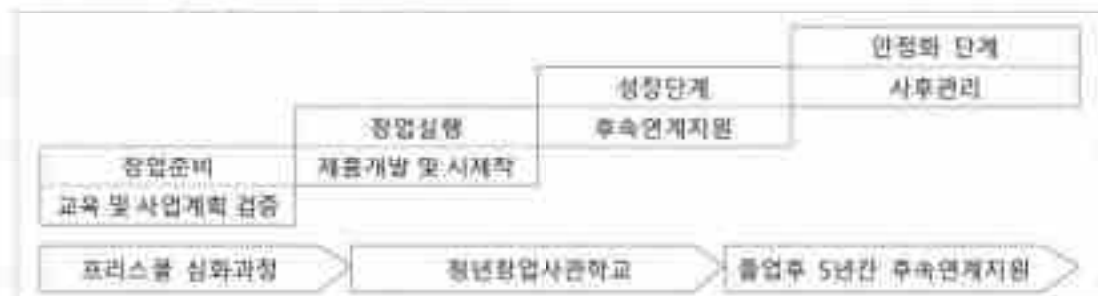 안정화 단계
성장단계
사후관리
창업실행
후속연계지원
창업준비
제품개발 및 시제작
교육 및 사업계획 검증
프리스쿨 심화과정
청년창업사관학교
졸업후 5년간 후속연계지원